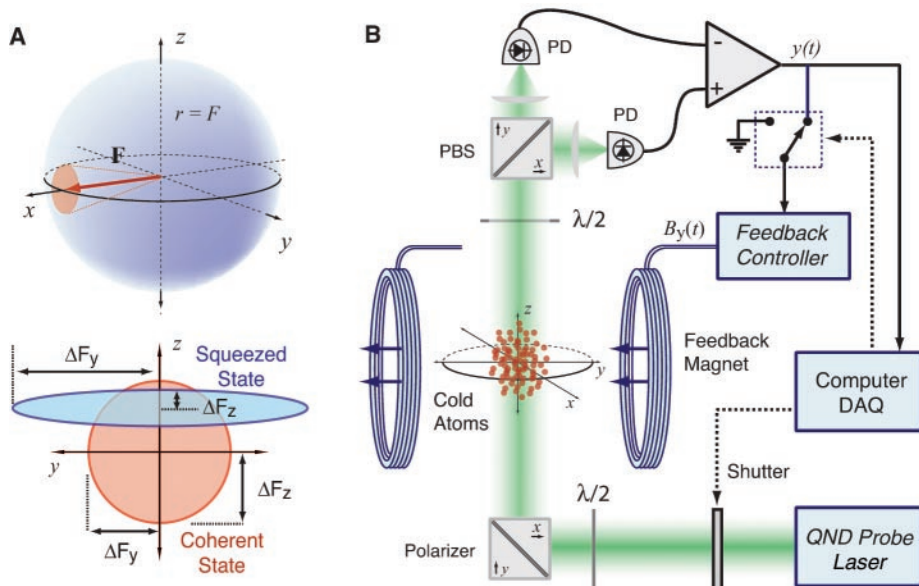 A
z
r = F
F
x
y
z
Squeezed
State
ΔFy
ΔFz
y
ΔFz
ΔFy
Coherent
State
B
PD
-
+
y(t)
PD
PBS
y
x
λ/2
By(t)
Feedback
Controller
z
y
x
Cold
Atoms
Feedback
Magnet
Computer
DAQ
Shutter
λ/2
Polarizer
x
y
QND Probe
Laser